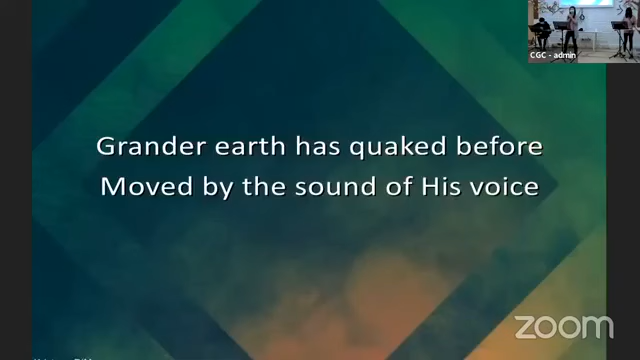 CGC - admin
Grander earth has quaked before
Moved by the sound of His voice
zoom